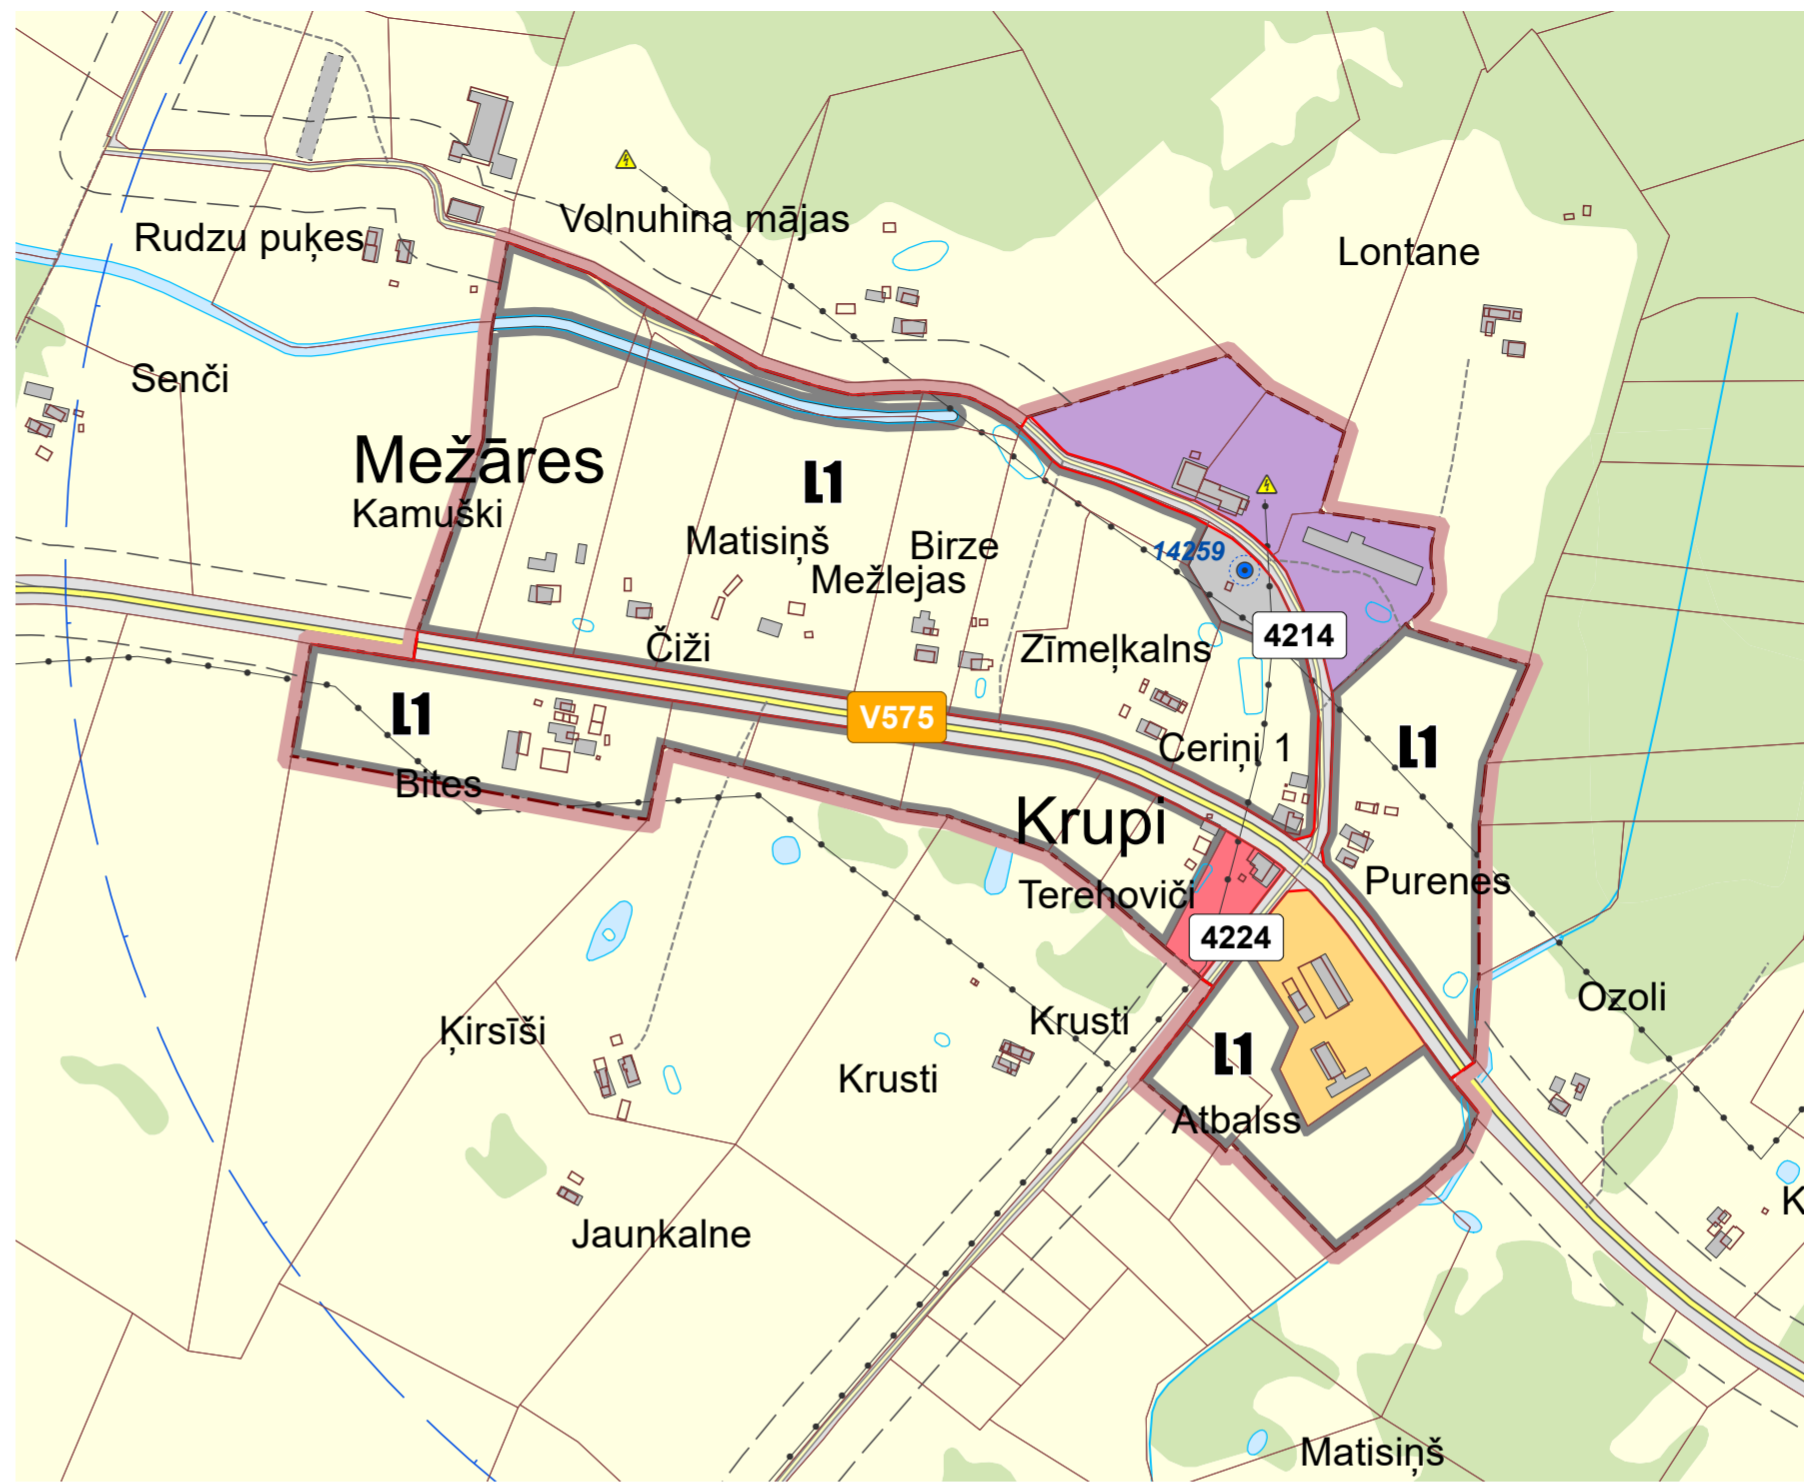 Volnuhina mājas
Rudzu puķes
Lontane
Senči
Mežāres
Kamuški
L1
Matisiņš
Birze
Mežlejas
14259
Čiži
Zīmeļkalns
4214
L1
V575
Ceriņi 1
L1
Bites
Krupi
Terehoviči
Purenes
4224
Ozoli
Ķirsīši
Krusti
Krusti
L1
Atbalss
Jaunkalne
K
Matisiņš